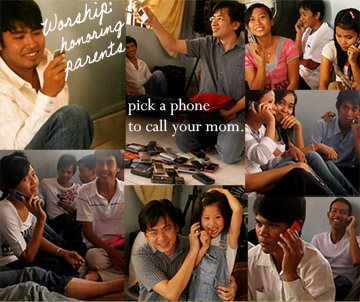 Worship:
honoring
parents
pick a phone
to call your mom.